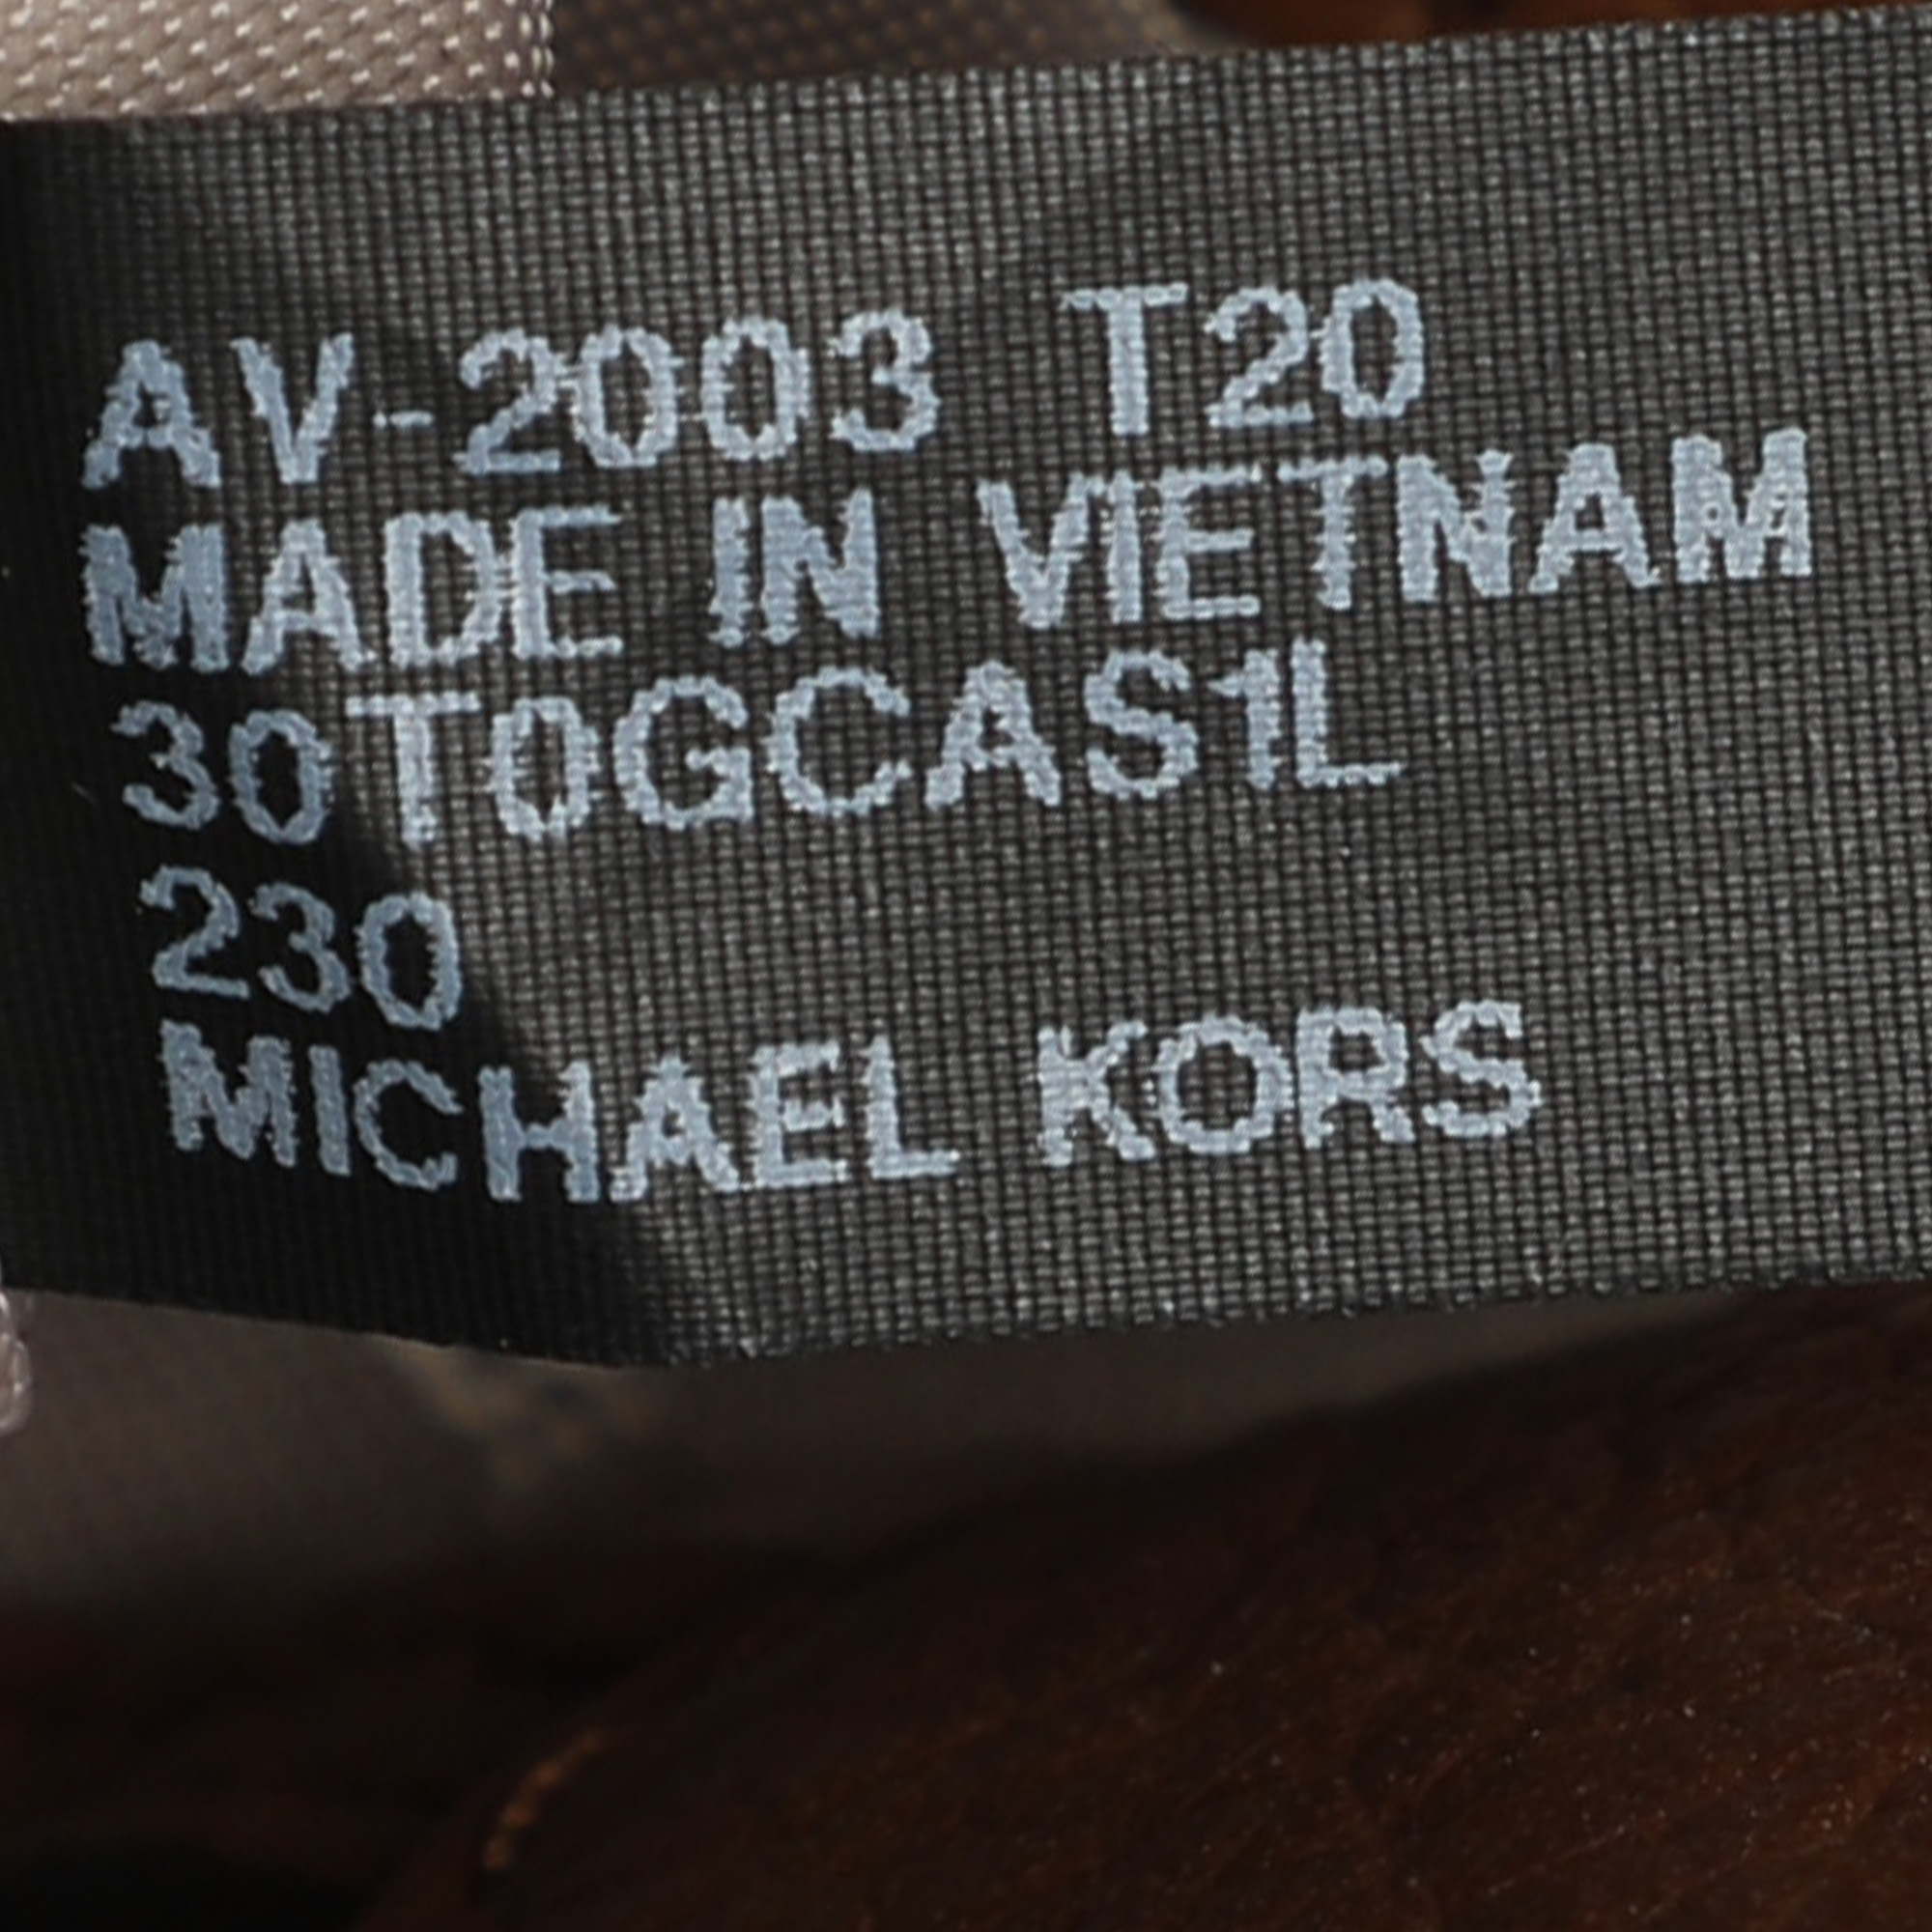 AV-2003 T20
MADE IN VIETNAM
30T0GCAS1L
230
MICHAEL KORS